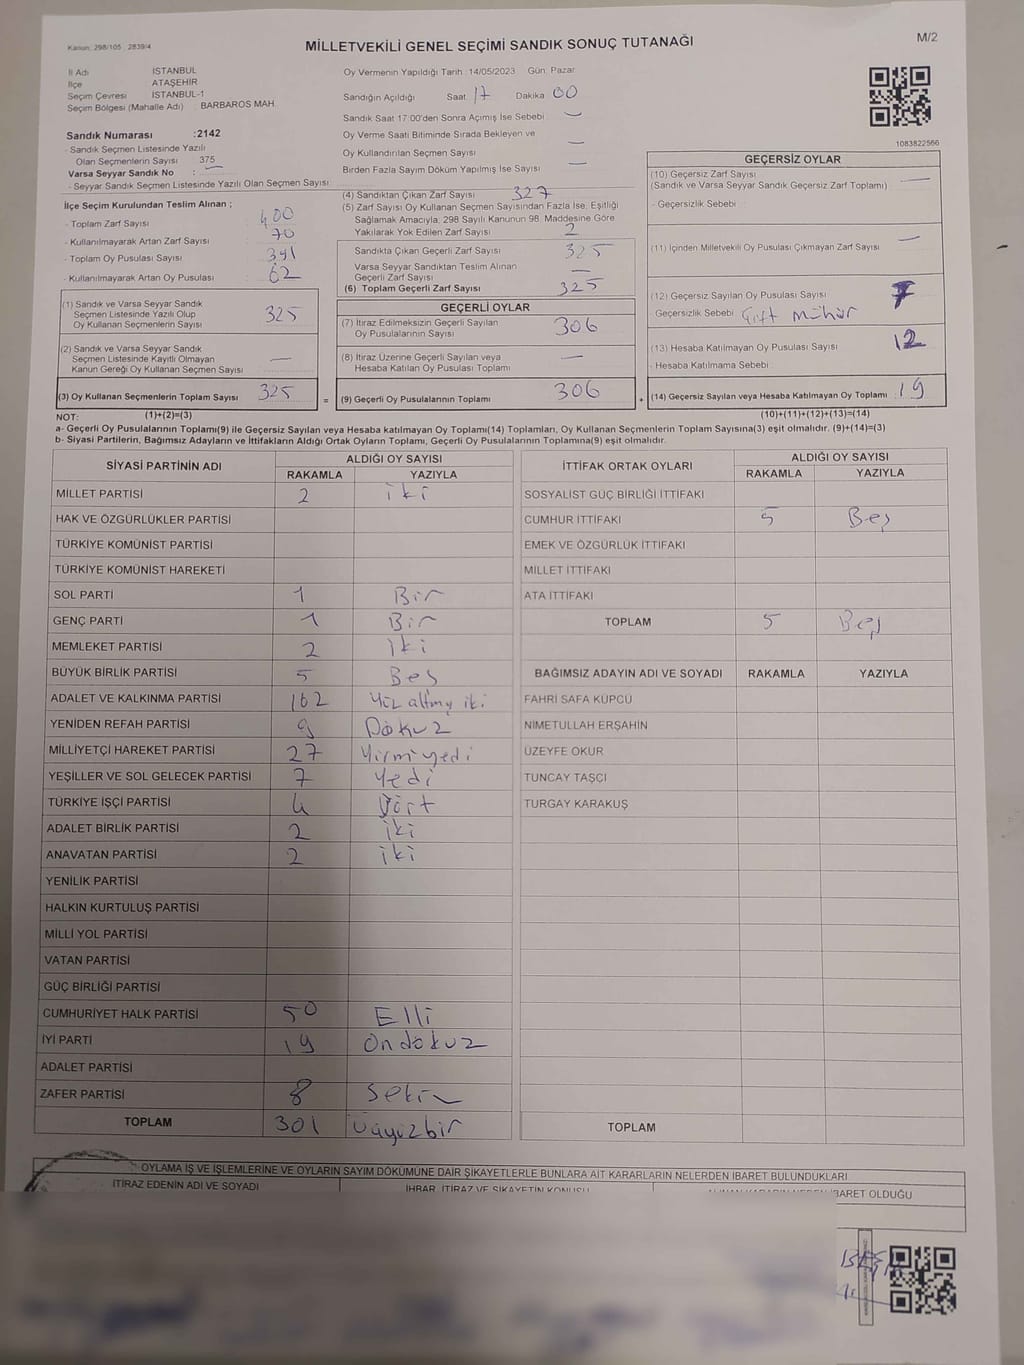 Kanun: 298/105 2839/4
MİLLETVEKİLİ GENEL SEÇİMİ SANDIK SONUÇ TUTANAĞI
M/2
İl Adı İSTANBUL
İlçe ATAŞEHİR
Seçim Çevresi İSTANBUL-1
Seçim Bölgesi (Mahalle Adı) BARBAROS MAH.
Sandık Numarası :2142
- Sandık Seçmen Listesinde Yazılı
Olan Seçmenlerin Sayısı 375
Varsa Seyyar Sandık No : —
- Seyyar Sandık Seçmen Listesinde Yazılı Olan Seçmen Sayısı:
İlçe Seçim Kurulundan Teslim Alınan ;
- Toplam Zarf Sayısı 400
- Kullanılmayarak Artan Zarf Sayısı 70
- Toplam Oy Pusulası Sayısı 391
- Kullanılmayarak Artan Oy Pusulası 62
(1) Sandık ve Varsa Seyyar Sandık
Seçmen Listesinde Yazılı Olup
Oy Kullanan Seçmenlerin Sayısı 325
(2) Sandık ve Varsa Seyyar Sandık
Seçmen Listesinde Kayıtlı Olmayan
Kanun Gereği Oy Kullanan Seçmen Sayısı —
(3) Oy Kullanan Seçmenlerin Toplam Sayısı 325
Oy Vermenin Yapıldığı Tarih : 14/05/2023 Gün: Pazar
Sandığın Açıldığı Saat 17 Dakika 00
Sandık Saat 17:00'den Sonra Açımış İse Sebebi : —
Oy Verme Saati Bitiminde Sırada Bekleyen ve
Oy Kullandırılan Seçmen Sayısı —
Birden Fazla Sayım Döküm Yapılmış İse Sayısı —
(4) Sandıktan Çıkan Zarf Sayısı 327
(5) Zarf Sayısı Oy Kullanan Seçmen Sayısından Fazla İse, Eşitliği
Sağlamak Amacıyla, 298 Sayılı Kanunun 98. Maddesine Göre
Yakılarak Yok Edilen Zarf Sayısı 2
Sandıkta Çıkan Geçerli Zarf Sayısı 325
Varsa Seyyar Sandıktan Teslim Alınan
Geçerli Zarf Sayısı —
(6) Toplam Geçerli Zarf Sayısı 325
GEÇERLİ OYLAR
(7) İtiraz Edilmeksizin Geçerli Sayılan
Oy Pusulalarının Sayısı 306
(8) İtiraz Üzerine Geçerli Sayılan veya
Hesaba Katılan Oy Pusulası Toplamı —
= (9) Geçerli Oy Pusulalarının Toplamı 306
1083822566
GEÇERSİZ OYLAR
(10) Geçersiz Zarf Sayısı
(Sandık ve Varsa Seyyar Sandık Geçersiz Zarf Toplamı) —
- Geçersizlik Sebebi :
(11) İçinden Milletvekili Oy Pusulası Çıkmayan Zarf Sayısı —
(12) Geçersiz Sayılan Oy Pusulası Sayısı 7
- Geçersizlik Sebebi : Çift mühür
(13) Hesaba Katılmayan Oy Pusulası Sayısı 12
- Hesaba Katılmama Sebebi :
+ (14) Geçersiz Sayılan veya Hesaba Katılmayan Oy Toplamı : 19
NOT: (1)+(2)=(3) (10)+(11)+(12)+(13)=(14)
a- Geçerli Oy Pusulalarının Toplamı(9) ile Geçersiz Sayılan veya Hesaba katılmayan Oy Toplamı(14) Toplamları, Oy Kullanan Seçmenlerin Toplam Sayısına(3) eşit olmalıdır. (9)+(14)=(3)
b- Siyasi Partilerin, Bağımsız Adayların ve İttifakların Aldığı Ortak Oyların Toplamı, Geçerli Oy Pusulalarının Toplamına(9) eşit olmalıdır.
SİYASİ PARTİNİN ADI ALDIĞI OY SAYISI
RAKAMLA YAZIYLA
MİLLET PARTİSİ 2 iki
HAK VE ÖZGÜRLÜKLER PARTİSİ
TÜRKİYE KOMÜNİST PARTİSİ
TÜRKİYE KOMÜNİST HAREKETİ
SOL PARTİ 1 Bir
GENÇ PARTİ 1 Bir
MEMLEKET PARTİSİ 2 İki
BÜYÜK BİRLİK PARTİSİ 5 Beş
ADALET VE KALKINMA PARTİSİ 162 Yüz altmış iki
YENİDEN REFAH PARTİSİ 9 Dokuz
MİLLİYETÇİ HAREKET PARTİSİ 27 Yirmi yedi
YEŞİLLER VE SOL GELECEK PARTİSİ 7 Yedi
TÜRKİYE İŞÇİ PARTİSİ 4 Dört
ADALET BİRLİK PARTİSİ 2 iki
ANAVATAN PARTİSİ 2 iki
YENİLİK PARTİSİ
HALKIN KURTULUŞ PARTİSİ
MİLLİ YOL PARTİSİ
VATAN PARTİSİ
GÜÇ BİRLİĞİ PARTİSİ
CUMHURİYET HALK PARTİSİ 50 Elli
İYİ PARTİ 19 Ondokuz
ADALET PARTİSİ
ZAFER PARTİSİ 8 Sekiz
TOPLAM 301 Üçyüzbir
İTTİFAK ORTAK OYLARI ALDIĞI OY SAYISI
RAKAMLA YAZIYLA
SOSYALİST GÜÇ BİRLİĞİ İTTİFAKI
CUMHUR İTTİFAKI 5 Beş
EMEK VE ÖZGÜRLÜK İTTİFAKI
MİLLET İTTİFAKI
ATA İTTİFAKI
TOPLAM 5 Beş
BAĞIMSIZ ADAYIN ADI VE SOYADI RAKAMLA YAZIYLA
FAHRİ SAFA KÜPCÜ
NİMETULLAH ERŞAHİN
ÜZEYFE OKUR
TUNCAY TAŞÇI
TURGAY KARAKUŞ
TOPLAM
OYLAMA İŞ VE İŞLEMLERİNE VE OYLARIN SAYIM DÖKÜMÜNE DAİR ŞİKAYETLERLE BUNLARA AİT KARARLARIN NELERDEN İBARET BULUNDUKLARI
İTİRAZ EDENİN ADI VE SOYADI İHBAR, İTİRAZ VE ŞİKAYETİN KONUSU İBARET OLDUĞU